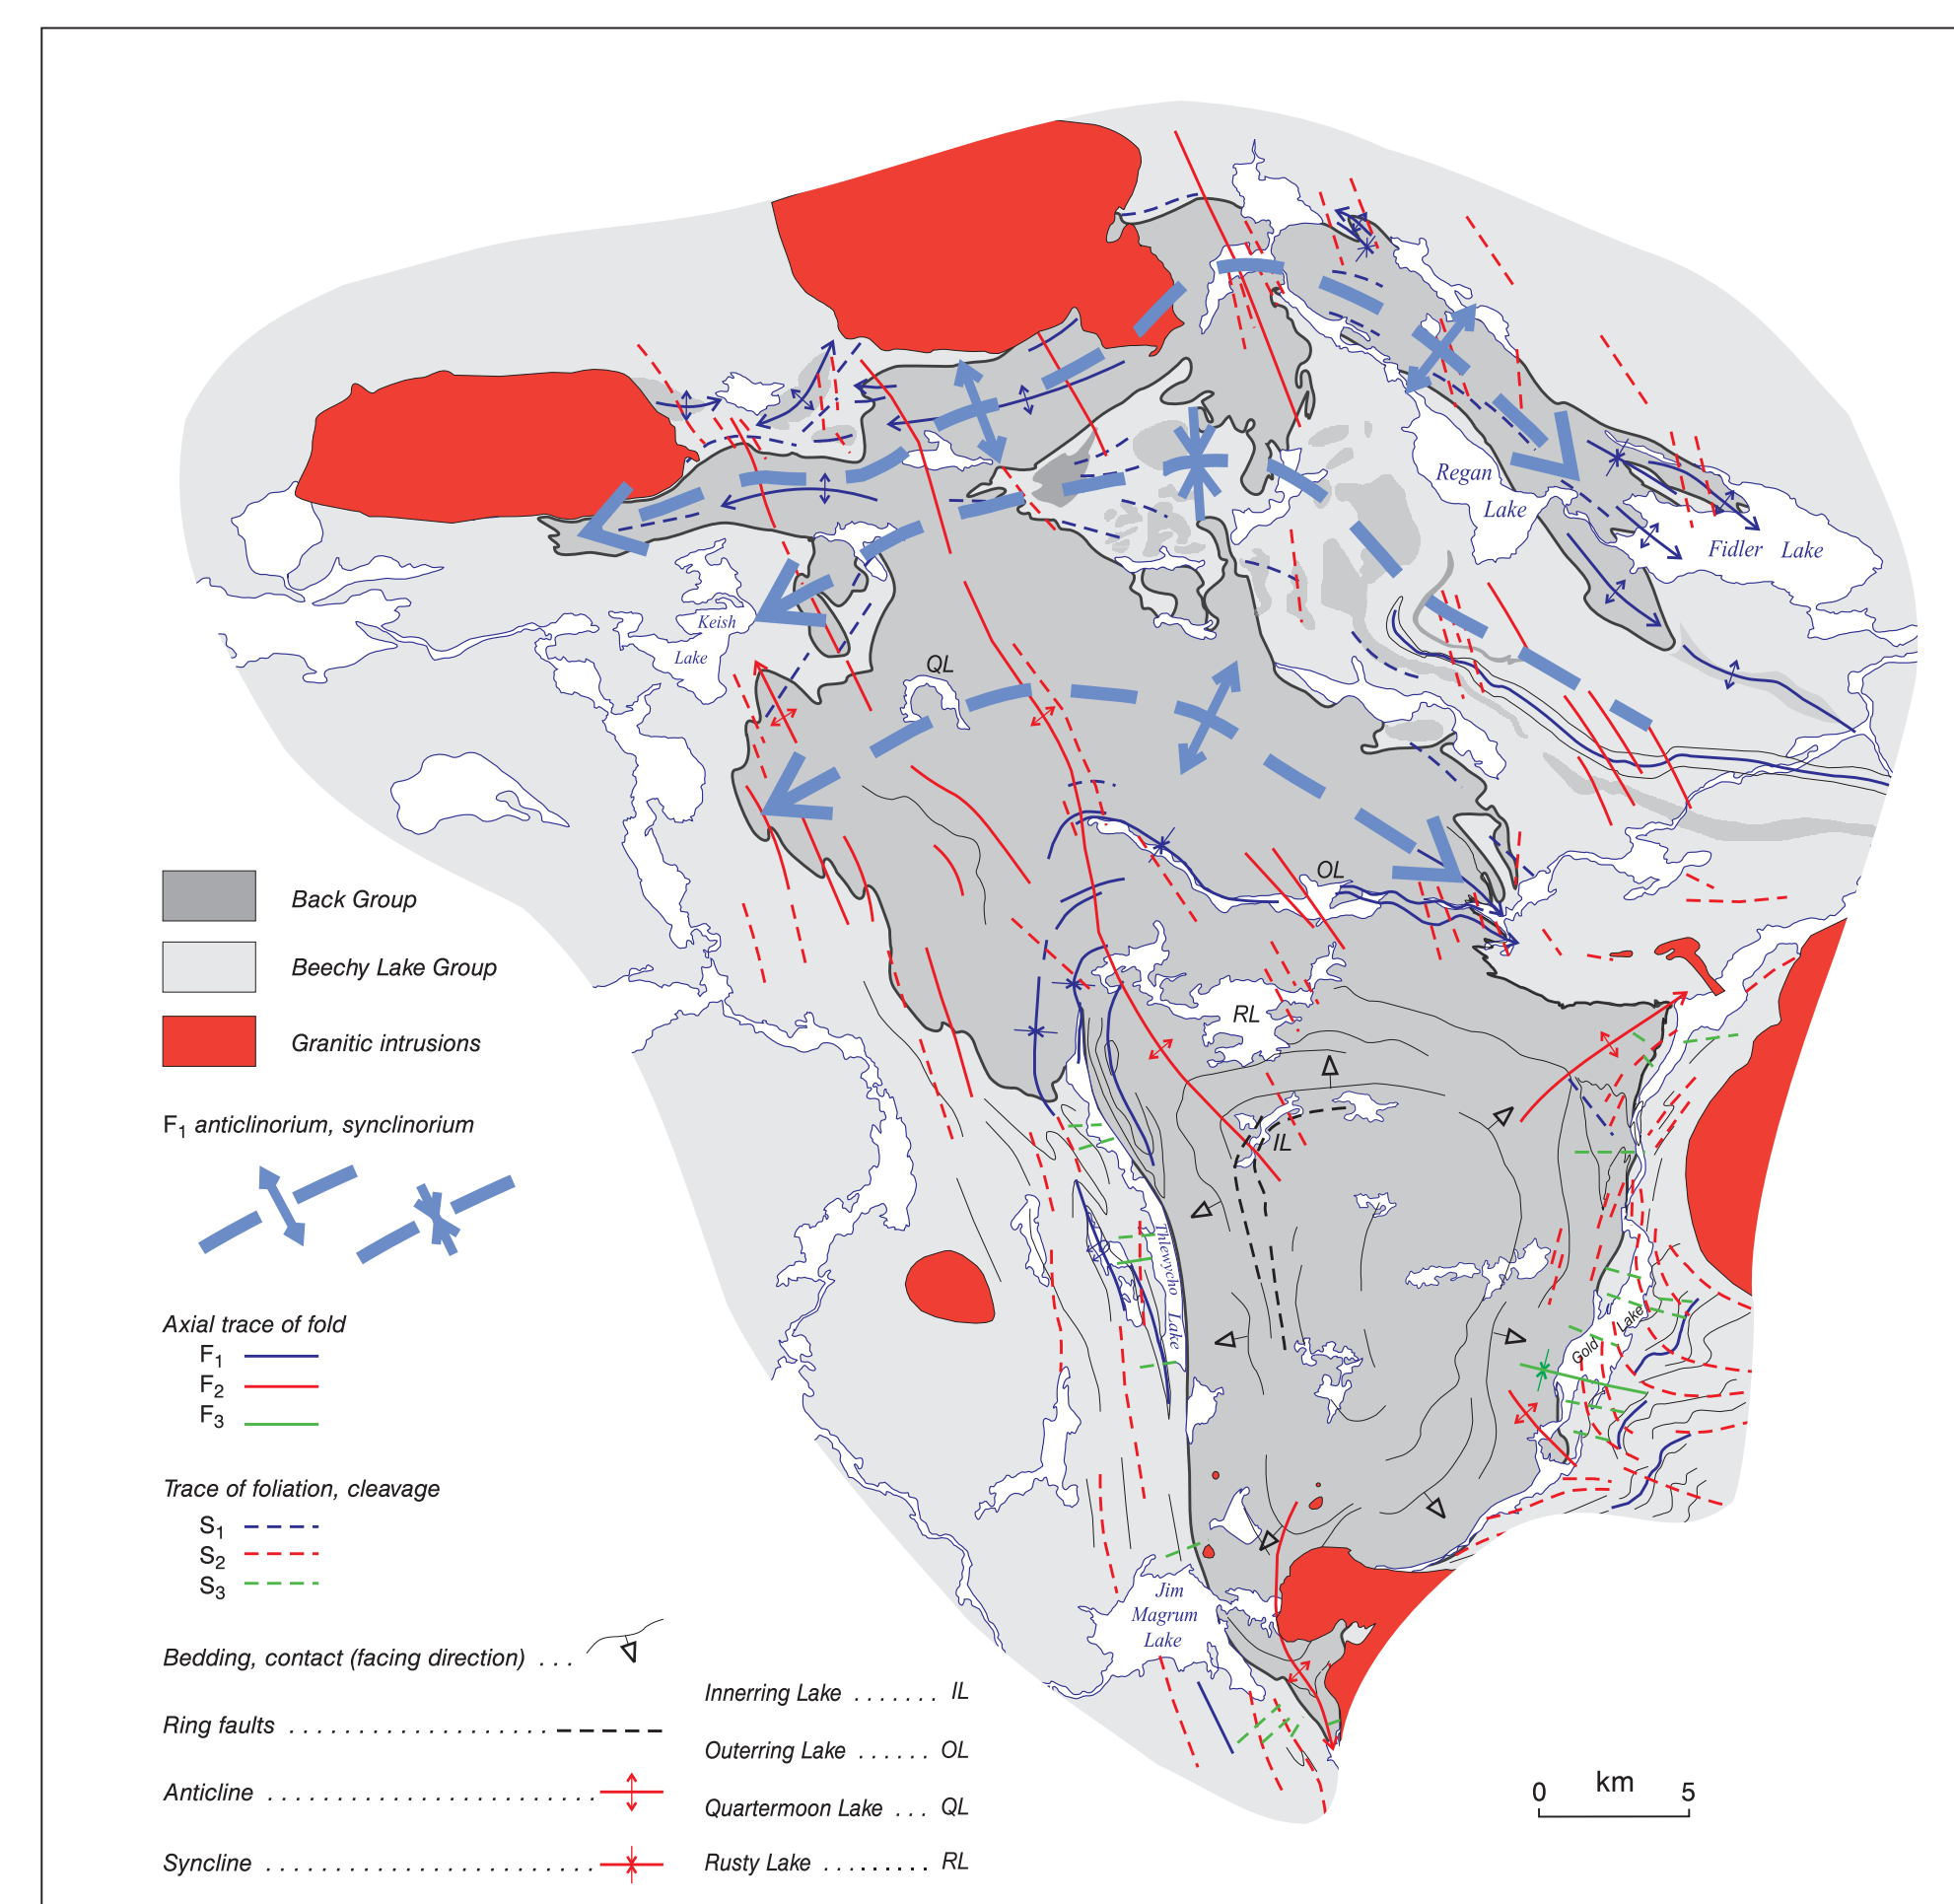 Regan
Lake
Fidler Lake
Keish
Lake
QL
OL
RL
IL
Thlewycho Lake
Gold Lake
Jim
Magrum
Lake
Back Group
Beechy Lake Group
Granitic intrusions
F1 anticlinorium, synclinorium
Axial trace of fold
F1
F2
F3
Trace of foliation, cleavage
S1
S2
S3
Bedding, contact (facing direction) . . .
Ring faults . . . . . . . . . . . . . . . . . . .
Anticline . . . . . . . . . . . . . . . . . . . . . . . .
Syncline . . . . . . . . . . . . . . . . . . . . . . . .
Innerring Lake . . . . . . . IL
Outerring Lake . . . . . . OL
Quartermoon Lake . . . QL
Rusty Lake . . . . . . . . . RL
km
0 5